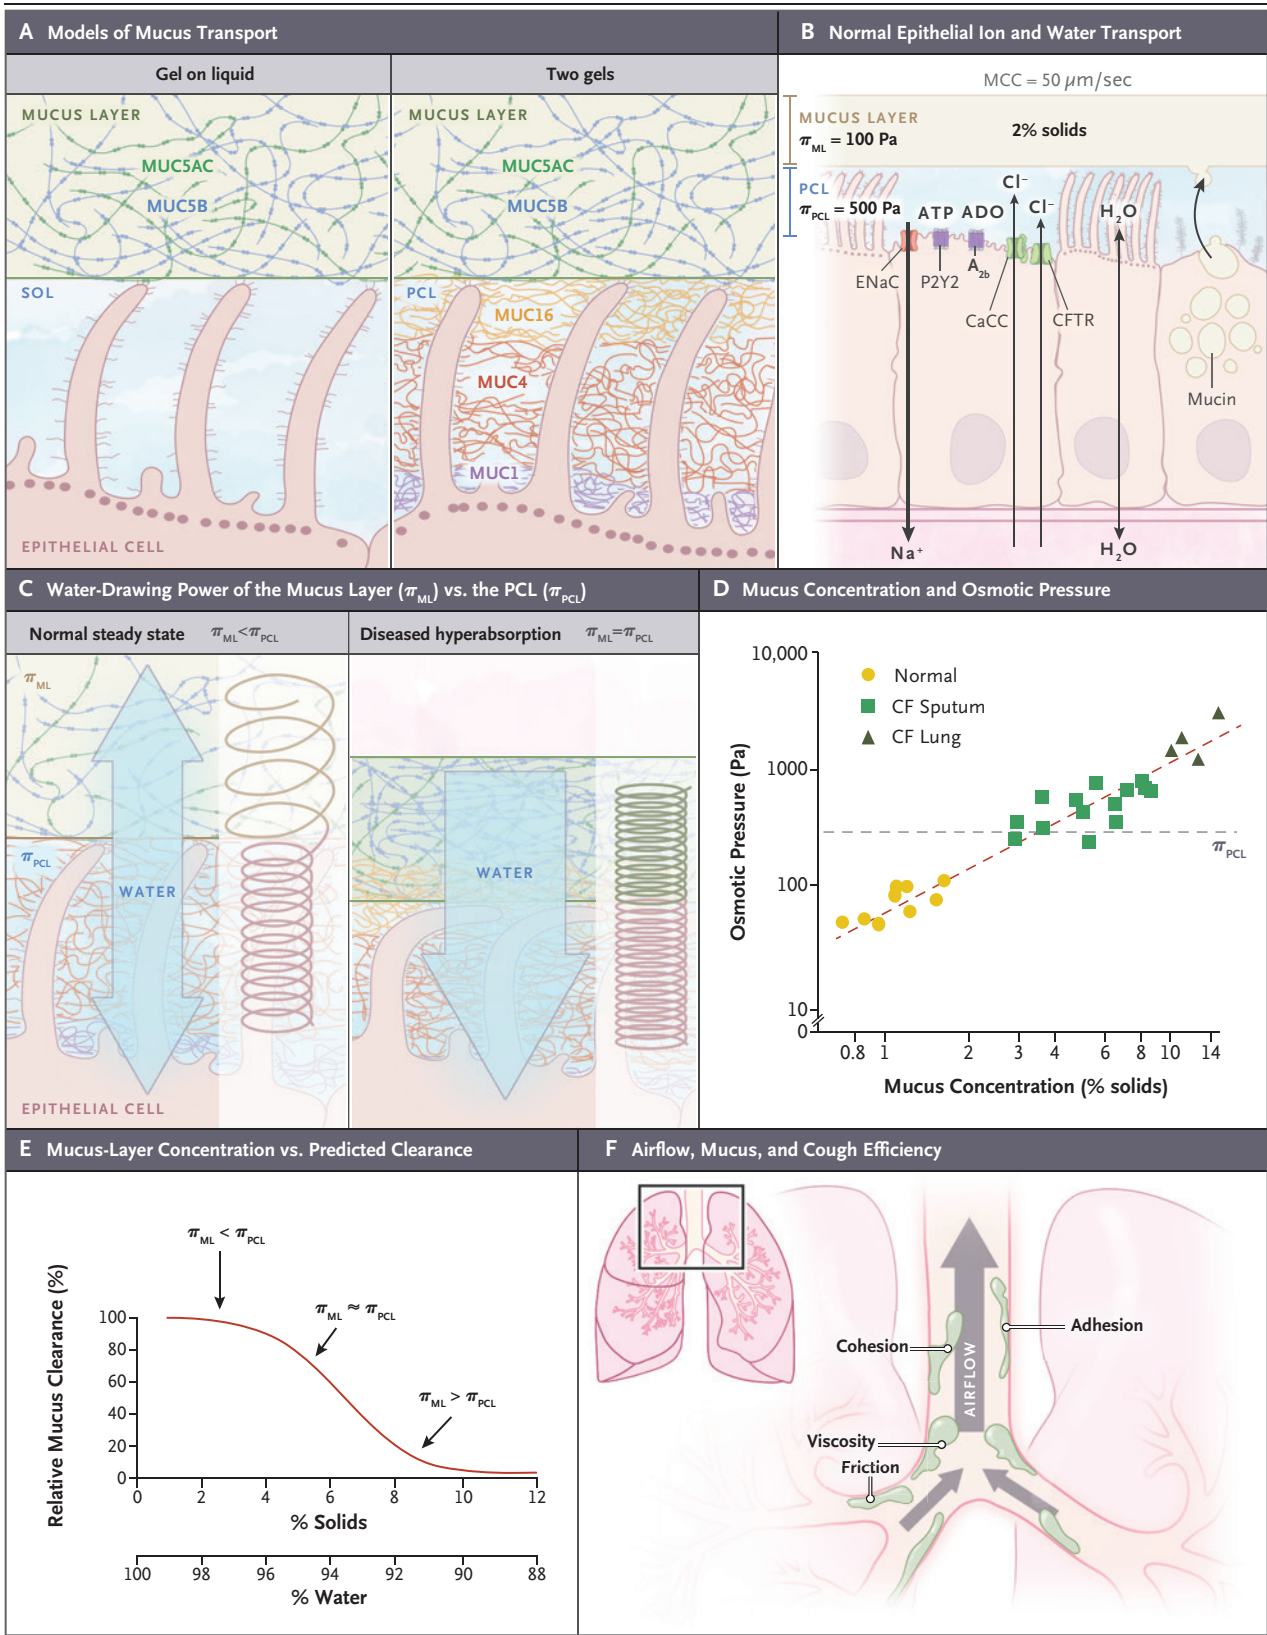 A Models of Mucus Transport
Gel on liquid
MUCUS LAYER
MUC5AC
MUC5B
SOL
EPITHELIAL CELL
Two gels
MUCUS LAYER
MUC5AC
MUC5B
PCL
MUC16
MUC4
MUC1
B Normal Epithelial Ion and Water Transport
MCC = 50 µm/sec
MUCUS LAYER
πML = 100 Pa
2% solids
PCL
πPCL = 500 Pa
ATP
ADO
Cl−
Cl−
H2O
ENaC
P2Y2
A2b
CaCC
CFTR
Mucin
Na+
H2O
C Water-Drawing Power of the Mucus Layer (πML) vs. the PCL (πPCL)
Normal steady state πML<πPCL
πML
πPCL
WATER
EPITHELIAL CELL
Diseased hyperabsorption πML=πPCL
WATER
D Mucus Concentration and Osmotic Pressure
Osmotic Pressure (Pa)
10,000
1000
100
10
0
Normal
CF Sputum
CF Lung
πPCL
0.8 1 2 3 4 6 8 10 14
Mucus Concentration (% solids)
E Mucus-Layer Concentration vs. Predicted Clearance
Relative Mucus Clearance (%)
100
80
60
40
20
0
πML < πPCL
πML ≈ πPCL
πML > πPCL
0 2 4 6 8 10 12
% Solids
100 98 96 94 92 90 88
% Water
F Airflow, Mucus, and Cough Efficiency
Cohesion
Adhesion
AIRFLOW
Viscosity
Friction